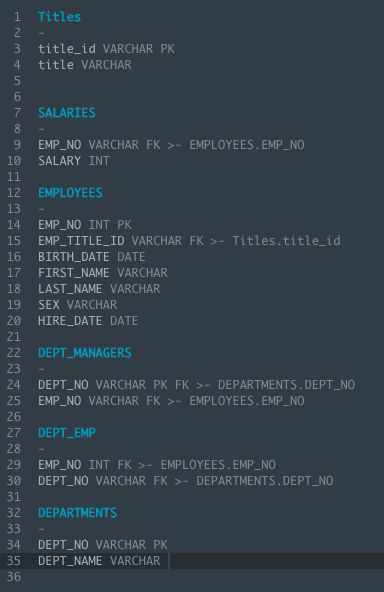 1 Titles
2 -
3 title_id VARCHAR PK
4 title VARCHAR
5
6
7 SALARIES
8 -
9 EMP_NO VARCHAR FK >- EMPLOYEES.EMP_NO
10 SALARY INT
11
12 EMPLOYEES
13 -
14 EMP_NO INT PK
15 EMP_TITLE_ID VARCHAR FK >- Titles.title_id
16 BIRTH_DATE DATE
17 FIRST_NAME VARCHAR
18 LAST_NAME VARCHAR
19 SEX VARCHAR
20 HIRE_DATE DATE
21
22 DEPT_MANAGERS
23 -
24 DEPT_NO VARCHAR PK FK >- DEPARTMENTS.DEPT_NO
25 EMP_NO VARCHAR FK >- EMPLOYEES.EMP_NO
26
27 DEPT_EMP
28 -
29 EMP_NO INT FK >- EMPLOYEES.EMP_NO
30 DEPT_NO VARCHAR FK >- DEPARTMENTS.DEPT_NO
31
32 DEPARTMENTS
33 -
34 DEPT_NO VARCHAR PK
35 DEPT_NAME VARCHAR
36